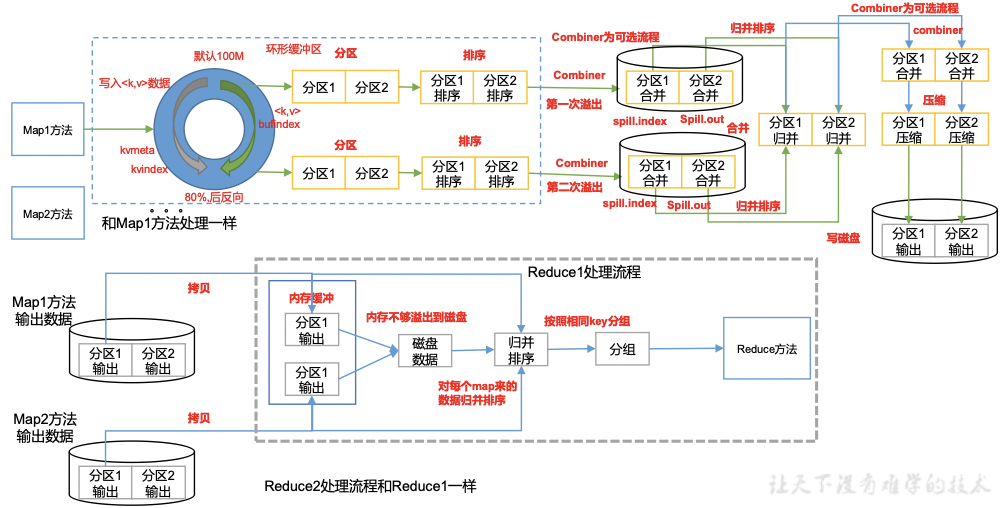 Combiner为可选流程
默认100M
环形缓冲区
分区
排序
Combiner为可选流程
归并排序
combiner
写入<k,v>数据
分区1
分区2
分区1
排序
分区2
排序
Combiner
第一次溢出
分区1
合并
分区2
合并
分区1
合并
分区2
合并
压缩
Map1方法
<k,v>
bufindex
spill.index
Spill.out
合并
分区1
归并
分区2
归并
分区1
压缩
分区2
压缩
kvmeta
kvindex
分区
排序
分区1
分区2
分区1
排序
分区2
排序
Combiner
第二次溢出
分区1
合并
分区2
合并
spill.index
Spill.out
归并排序
80%,后反向
Map2方法
和Map1方法处理一样
写磁盘
分区1
输出
分区2
输出
Reduce1处理流程
Map1方法
输出数据
拷贝
内存缓冲
分区1
输出
分区2
输出
分区1
输出
内存不够溢出到磁盘
磁盘
数据
归并
排序
按照相同key分组
分组
Reduce方法
分区1
输出
对每个map来的
数据归并排序
Map2方法
输出数据
拷贝
分区1
输出
分区2
输出
Reduce2处理流程和Reduce1一样
让天下没有难学的技术